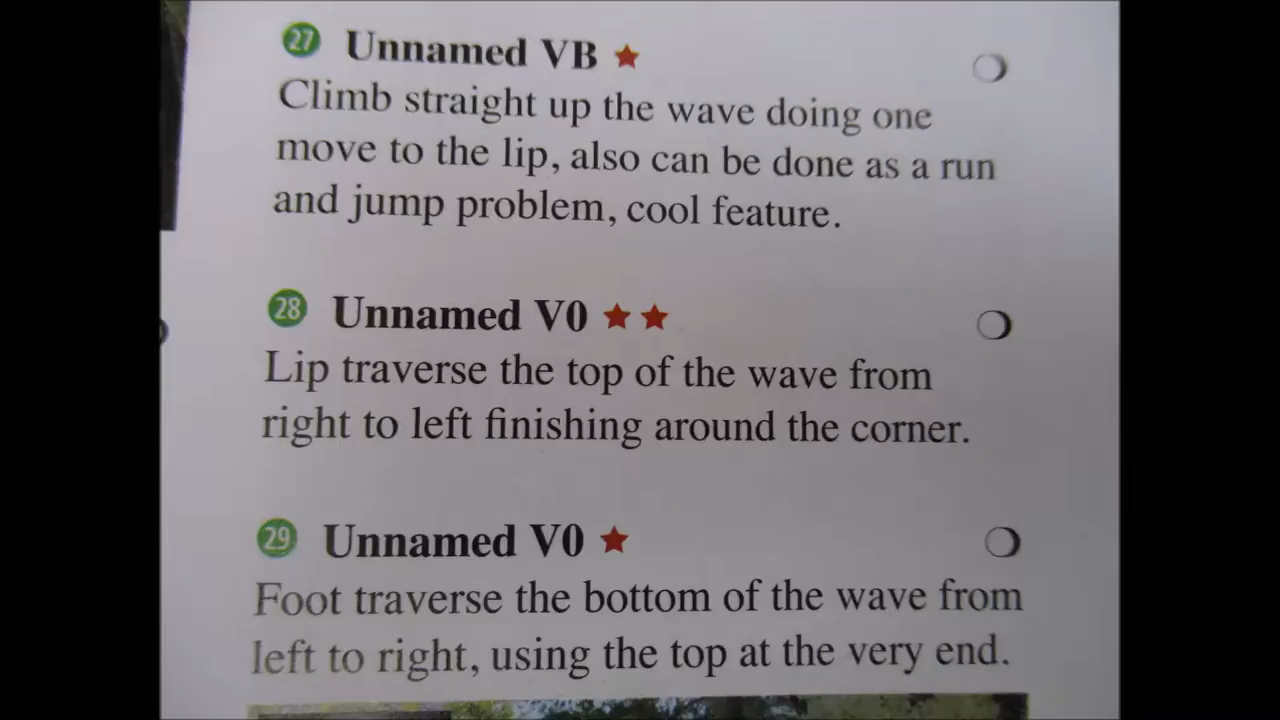 27 Unnamed VB ★
Climb straight up the wave doing one
move to the lip, also can be done as a run
and jump problem, cool feature.
28 Unnamed V0 ★ ★
Lip traverse the top of the wave from
right to left finishing around the corner.
29 Unnamed V0 ★
Foot traverse the bottom of the wave from
left to right, using the top at the very end.